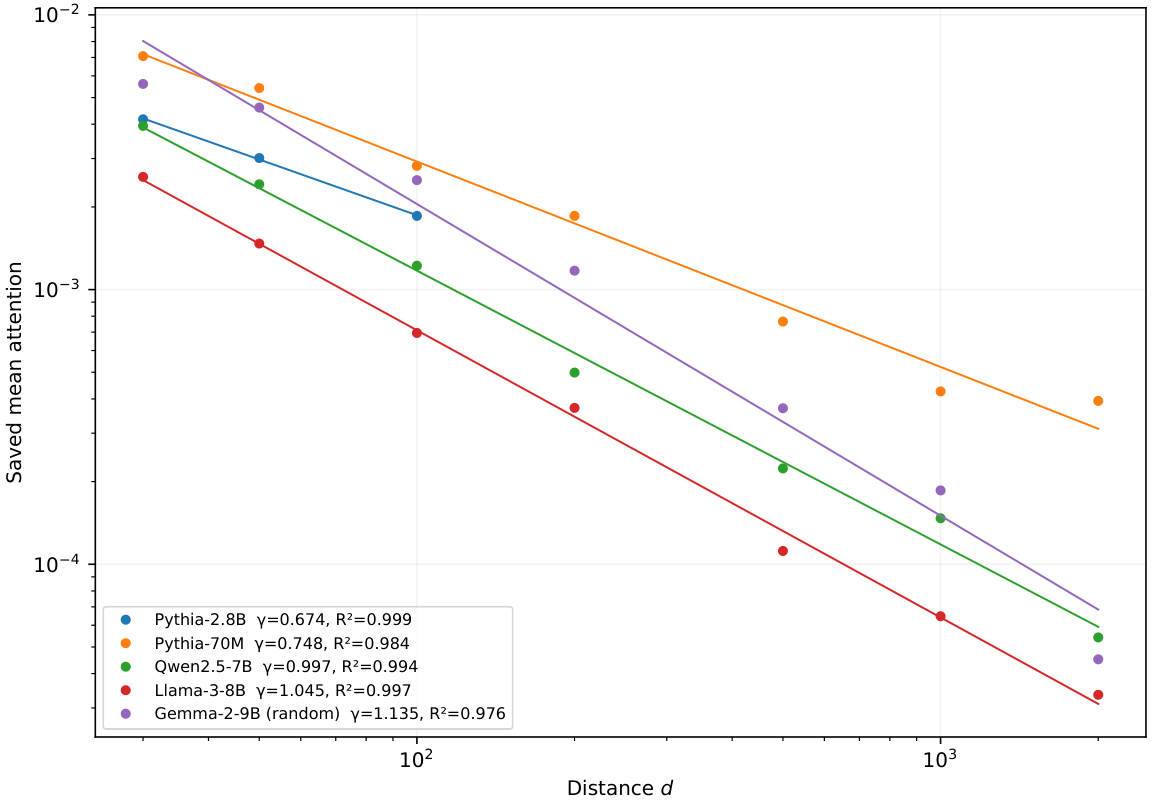 10⁻²
10⁻³
10⁻⁴
Saved mean attention
Pythia-2.8B γ=0.674, R²=0.999
Pythia-70M γ=0.748, R²=0.984
Qwen2.5-7B γ=0.997, R²=0.994
Llama-3-8B γ=1.045, R²=0.997
Gemma-2-9B (random) γ=1.135, R²=0.976
10² 10³
Distance d